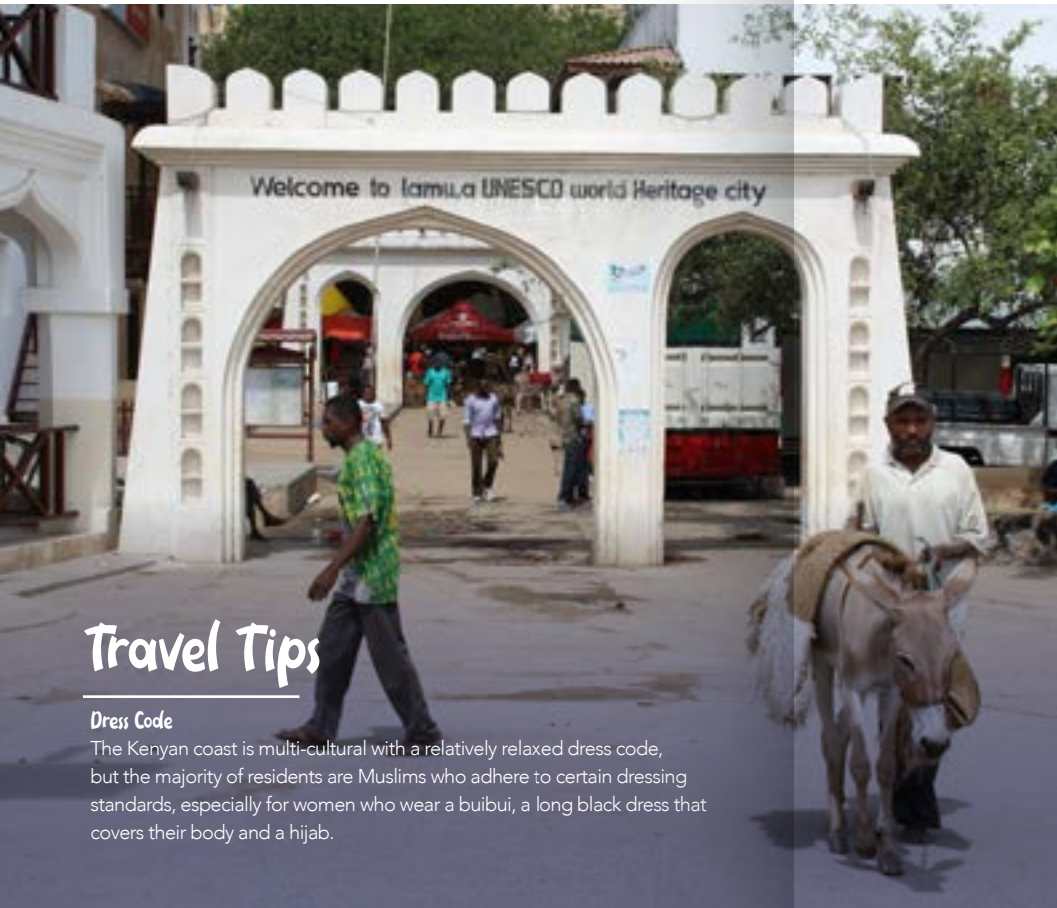 Welcome to lamu.a UNESCO world Heritage city
Travel Tips
Dress Code
The Kenyan coast is multi-cultural with a relatively relaxed dress code,
but the majority of residents are Muslims who adhere to certain dressing
standards, especially for women who wear a buibui, a long black dress that
covers their body and a hijab.